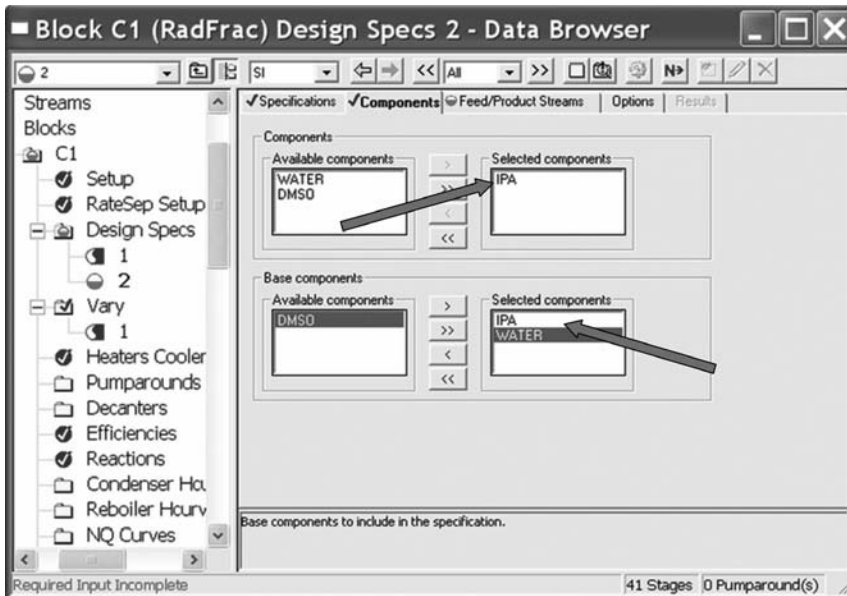 Block C1 (RadFrac) Design Specs 2 - Data Browser
2 SI << All >> N>
Streams
Blocks
C1
Setup
RateSep Setup
Design Specs
1
2
Vary
1
Heaters Cooler
Pumparounds
Decanters
Efficiencies
Reactions
Condenser Hcu
Reboiler Hcurv
NQ Curves
Specifications Components Feed/Product Streams Options Results
Components
Available components
WATER
DMSO
>
>>
<
<<
Selected components
IPA
Base components
Available components
DMSO
>
>>
<
<<
Selected components
IPA
WATER
Base components to include in the specification.
Required Input Incomplete 41 Stages 0 Pumparound(s)